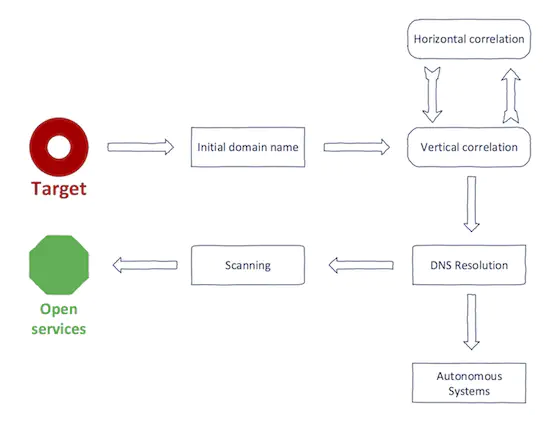 Horizontal correlation
Target
Initial domain name
Vertical correlation
Open
services
Scanning
DNS Resolution
Autonomous
Systems